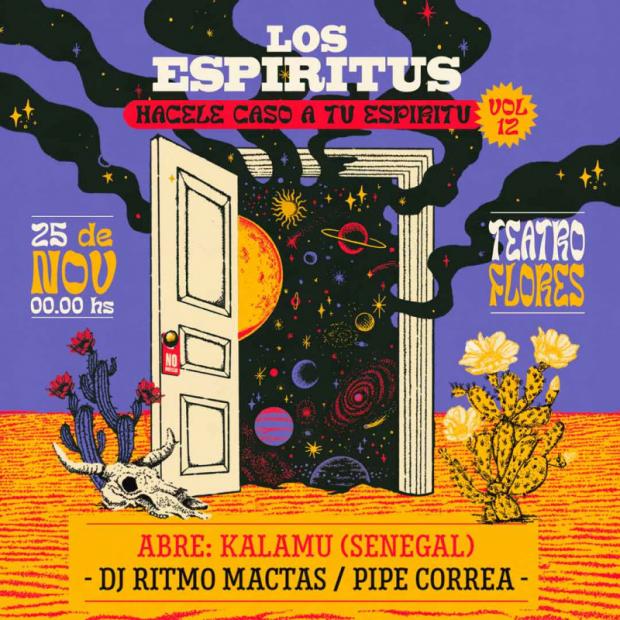 LOS
ESPIRITUS
HACELE CASO A TU ESPIRITU
VOL
12
25 de
NOV
00.00 hs
TEATRO
FLORES
NO
ABRE: KALAMU (SENEGAL)
- DJ RITMO MACTAS / PIPE CORREA -